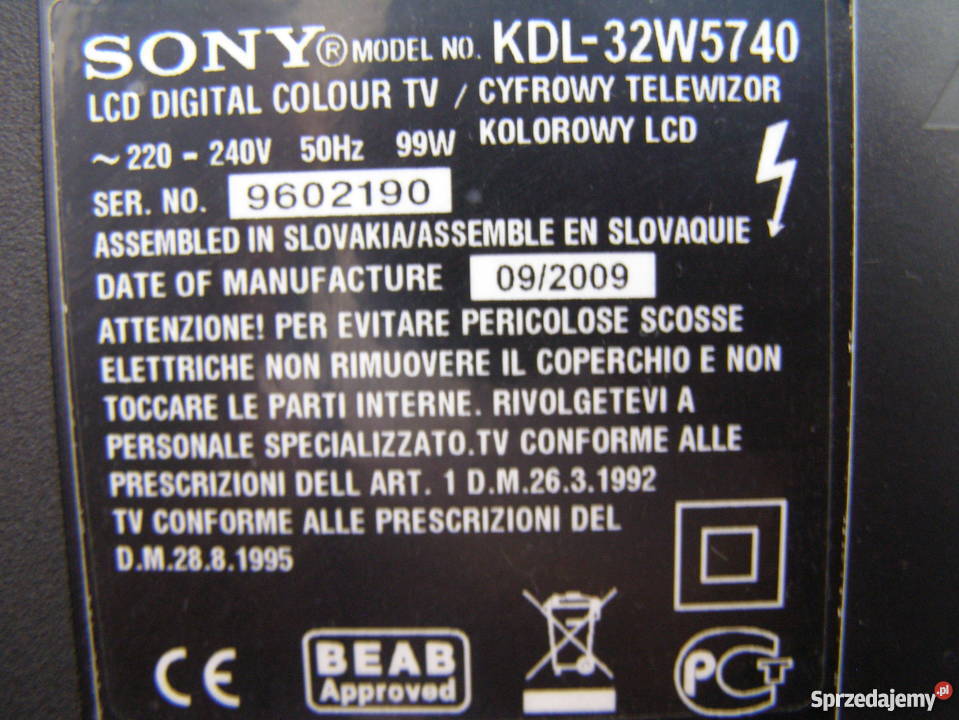 SONY® MODEL NO. KDL-32W5740
LCD DIGITAL COLOUR TV / CYFROWY TELEWIZOR
KOLOROWY LCD
~ 220 - 240V 50Hz 99W
SER. NO. 9602190
ASSEMBLED IN SLOVAKIA/ASSEMBLE EN SLOVAQUIE
DATE OF MANUFACTURE 09/2009
ATTENZIONE! PER EVITARE PERICOLOSE SCOSSE
ELETTRICHE NON RIMUOVERE IL COPERCHIO E NON
TOCCARE LE PARTI INTERNE. RIVOLGETEVI A
PERSONALE SPECIALIZZATO.TV CONFORME ALLE
PRESCRIZIONI DELL ART. 1 D.M.26.3.1992
TV CONFORME ALLE PRESCRIZIONI DEL
D.M.28.8.1995
CE
BEAB
Approved
PCT
Sprzedajemy.pl